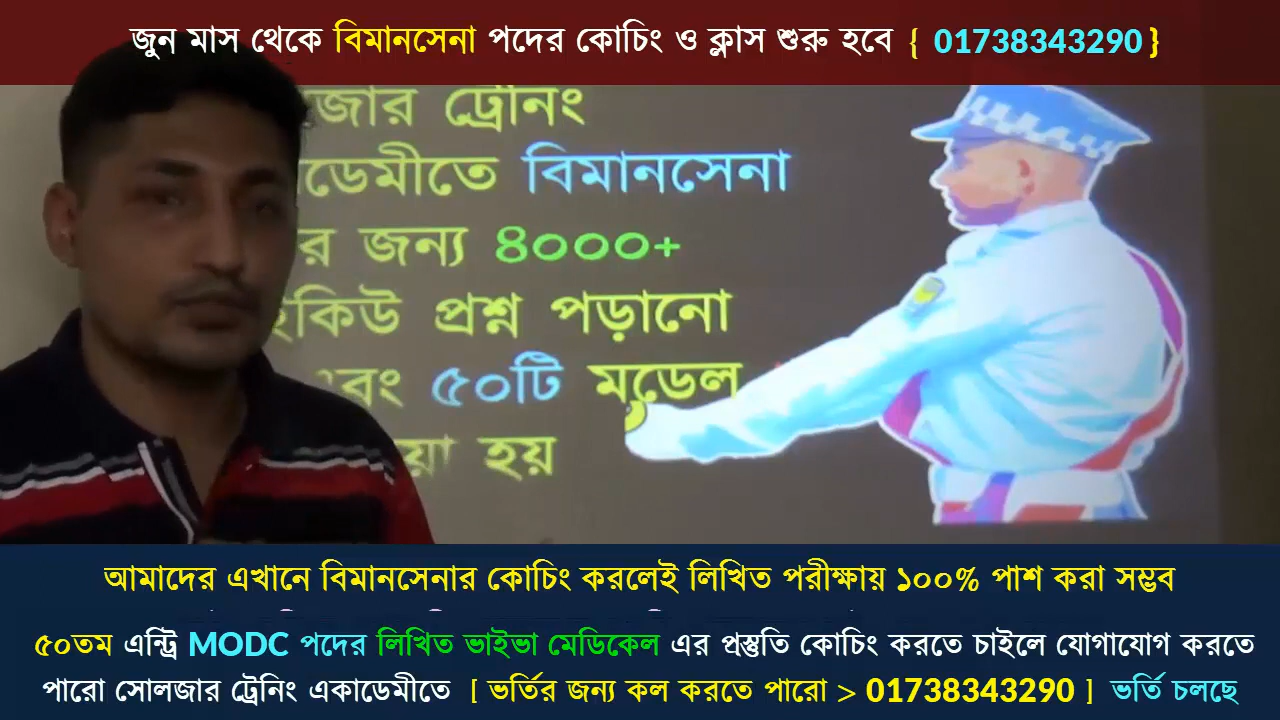 জুন মাস থেকে বিমানসেনা পদের কোচিং ও ক্লাস শুরু হবে { 01738343290 }
জার ট্রেনিং
ডেমীতে বিমানসেনা
র জন্য ৪০০০+
কিউ প্রশ্ন পড়ানো
এবং ৫০টি মডেল
য়া হয়
আমাদের এখানে বিমানসেনার কোচিং করলেই লিখিত পরীক্ষায় ১০০% পাশ করা সম্ভব
৫০তম এন্ট্রি MODC পদের লিখিত ভাইভা মেডিকেল এর প্রস্তুতি কোচিং করতে চাইলে যোগাযোগ করতে
পারো সোলজার ট্রেনিং একাডেমীতে [ ভর্তির জন্য কল করতে পারো > 01738343290 ] ভর্তি চলছে